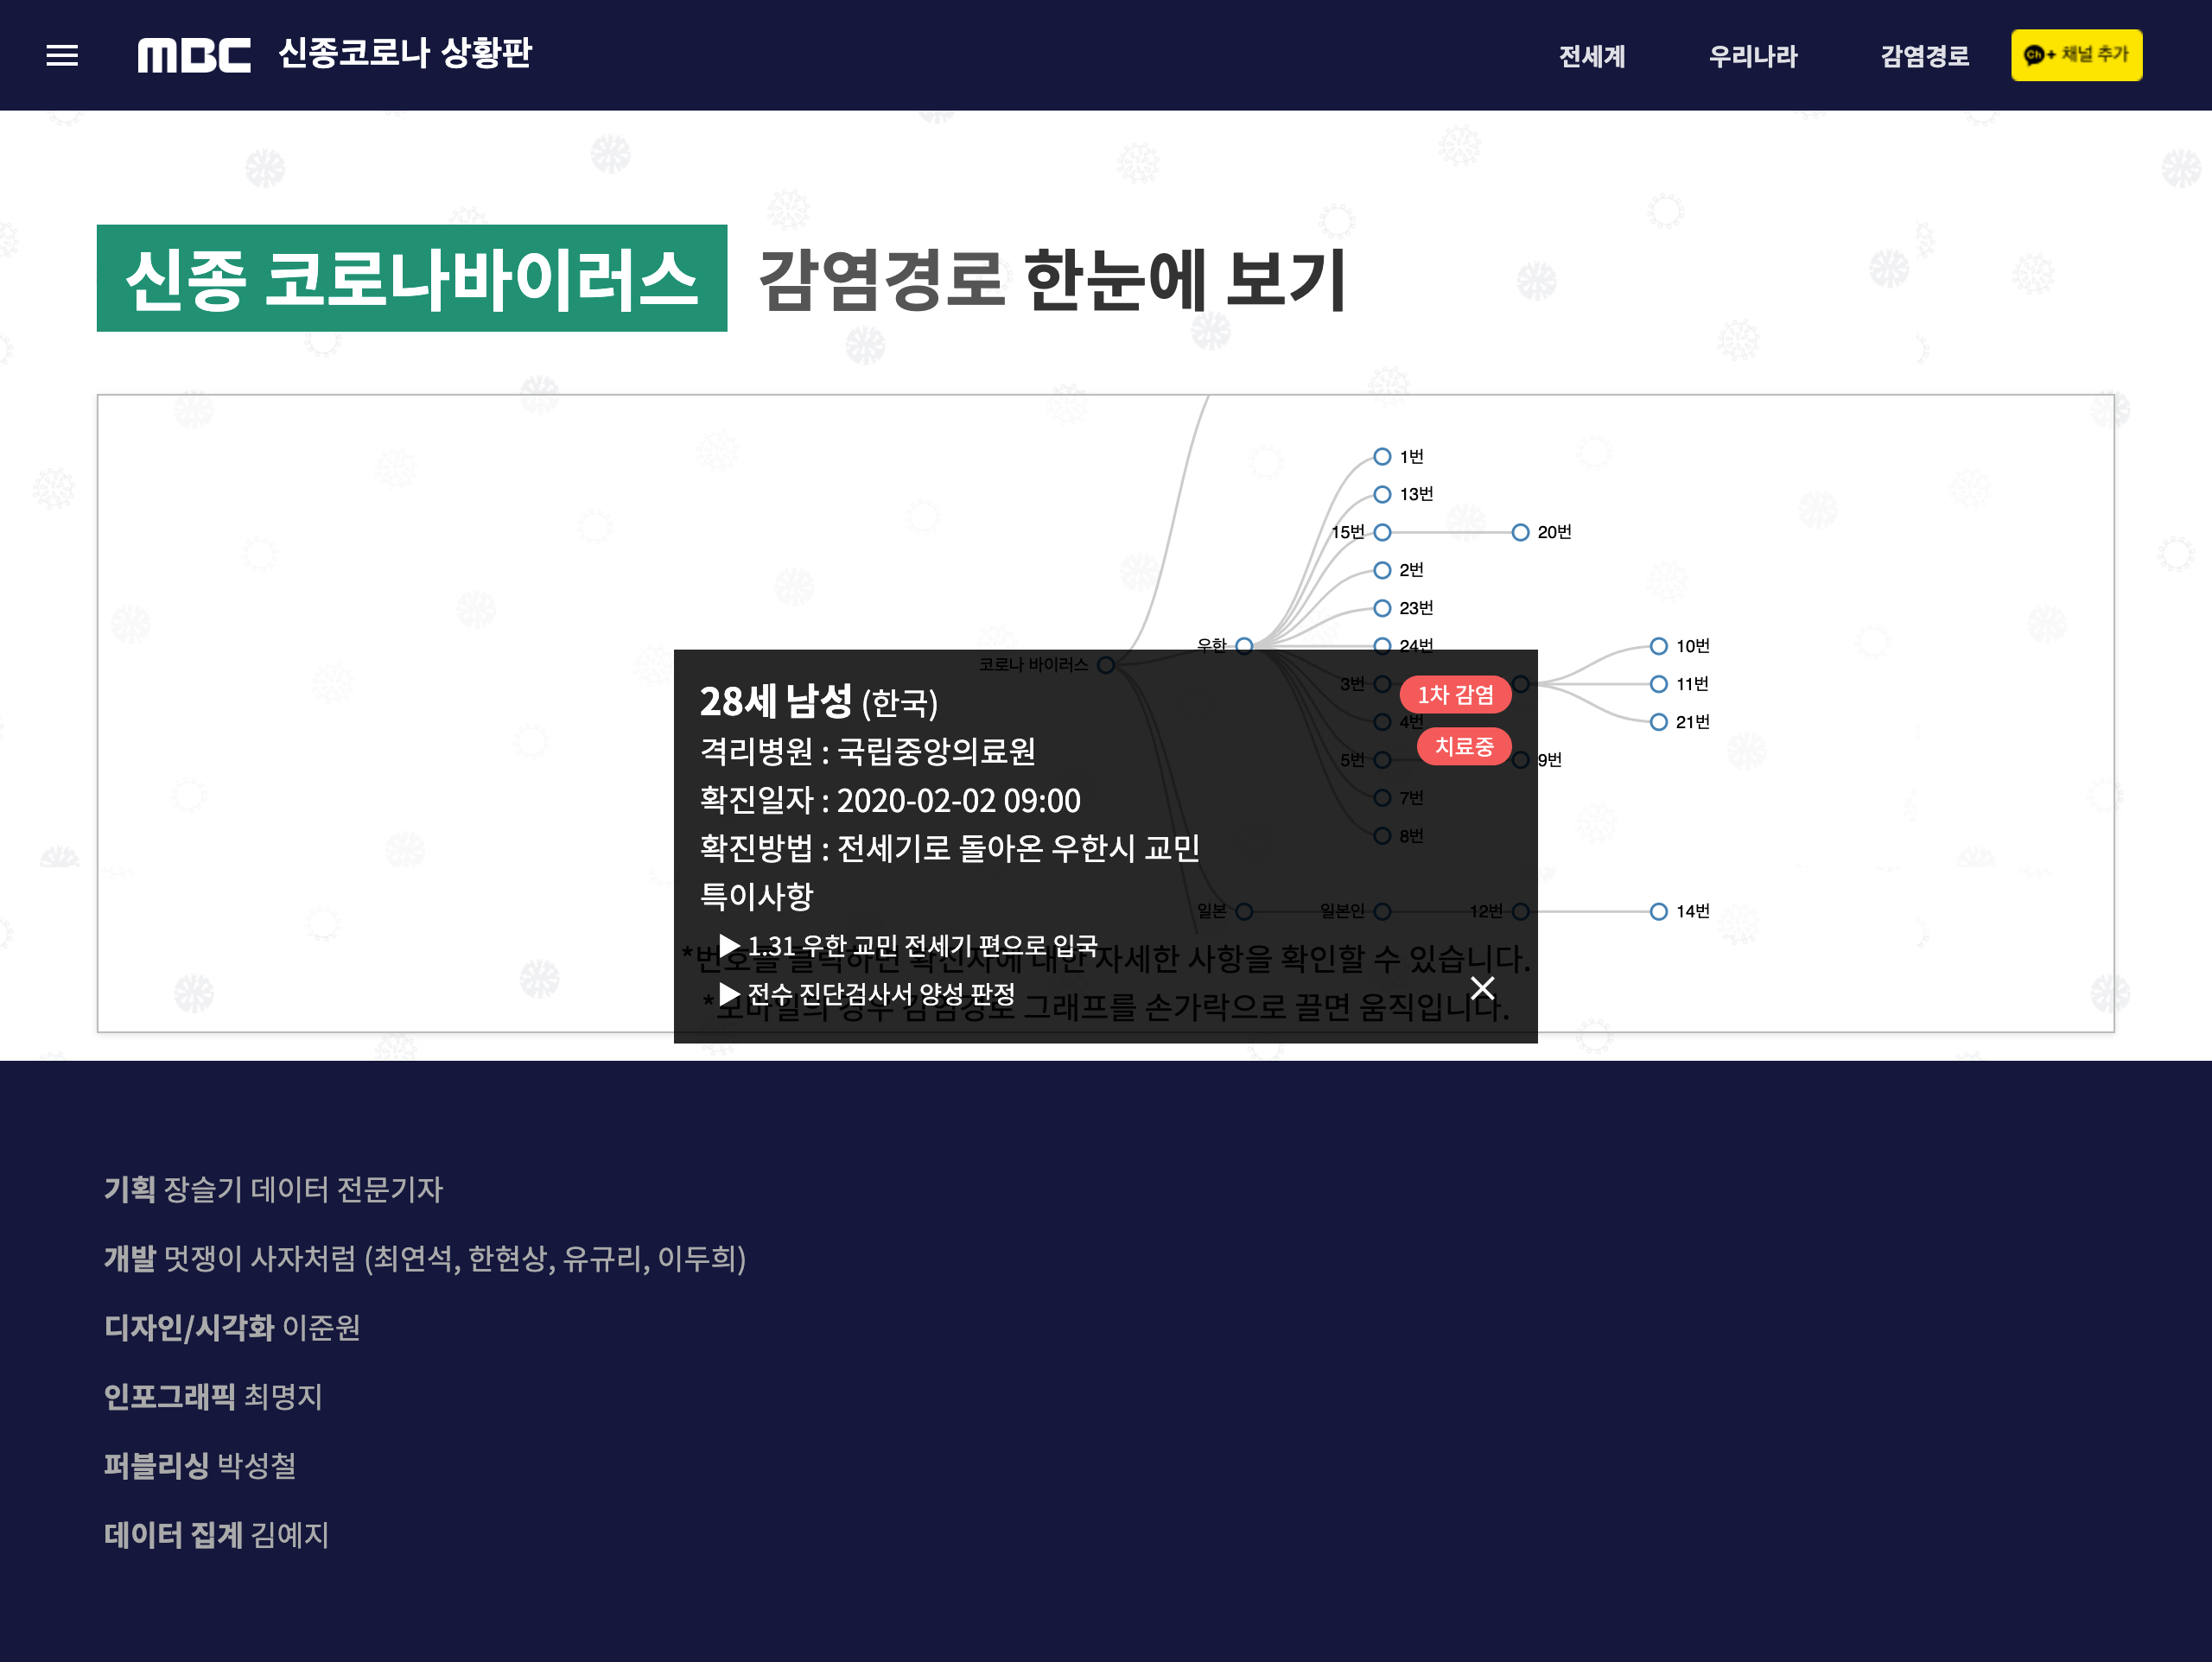 MBC 신종코로나 상황판 전세계 우리나라 감염경로 Ch+ 채널 추가
신종 코로나바이러스 감염경로 한눈에 보기
1번
13번
15번 20번
2번
23번
우한 24번 10번
코로나 바이러스
3번 11번
4번 21번
5번 9번
7번
8번
일본 일본인 12번 14번
28세 남성 (한국) 1차 감염
격리병원 : 국립중앙의료원 치료중
확진일자 : 2020-02-02 09:00
확진방법 : 전세기로 돌아온 우한시 교민
특이사항
▶ 1.31 우한 교민 전세기 편으로 입국
▶ 전수 진단검사서 양성 판정
*번호를 클릭하면 확진자에 대한 자세한 사항을 확인할 수 있습니다.
*모바일의 경우 감염경로 그래프를 손가락으로 끌면 움직입니다.
기획 장슬기 데이터 전문기자
개발 멋쟁이 사자처럼 (최연석, 한현상, 유규리, 이두희)
디자인/시각화 이준원
인포그래픽 최명지
퍼블리싱 박성철
데이터 집계 김예지